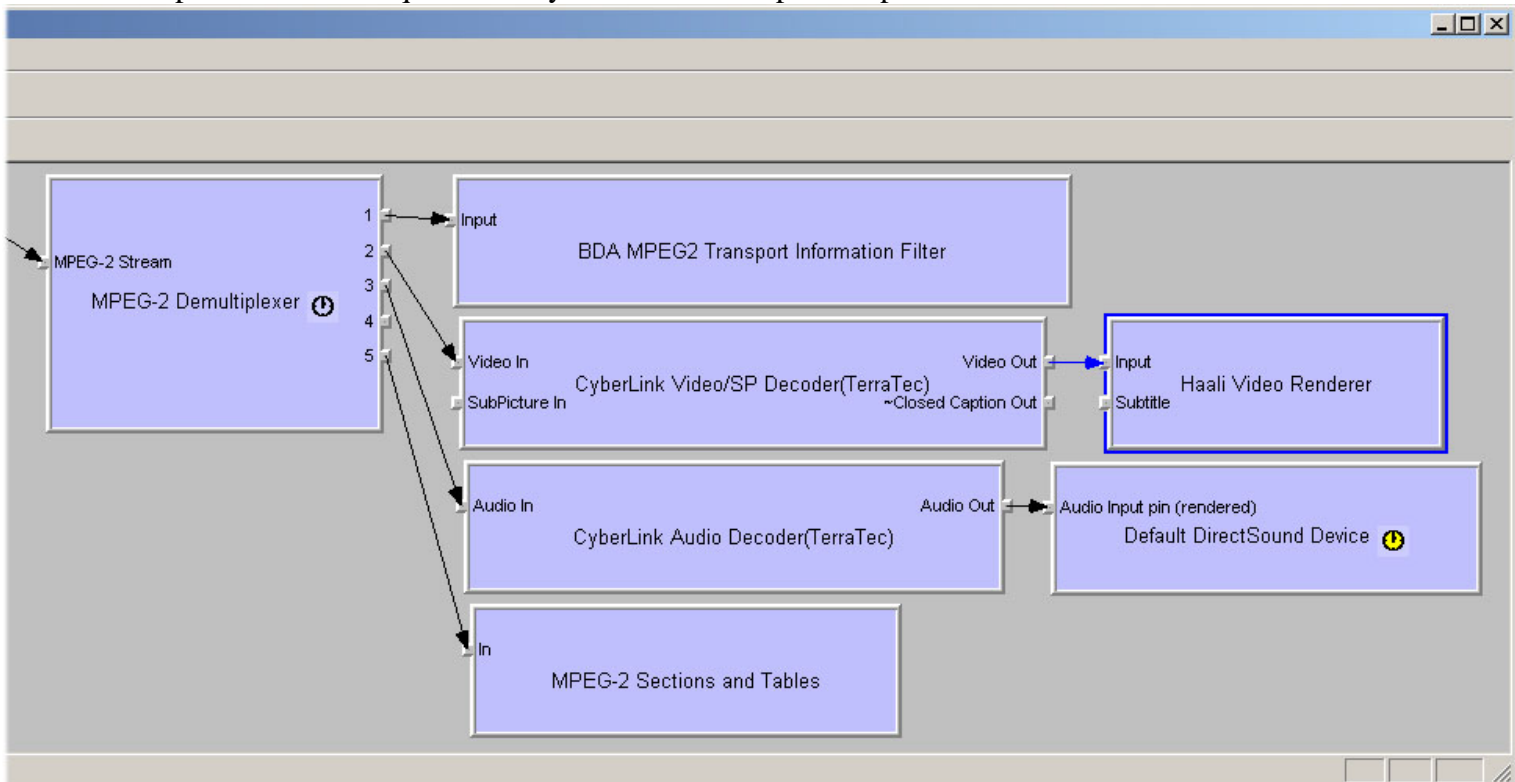 1
Input
BDA MPEG2 Transport Information Filter
MPEG-2 Stream
2
MPEG-2 Demultiplexer
3
4
5
Video In
Video Out
CyberLink Video/SP Decoder(TerraTec)
SubPicture In
~Closed Caption Out
Input
Haali Video Renderer
Subtitle
Audio In
Audio Out
CyberLink Audio Decoder(TerraTec)
Audio Input pin (rendered)
Default DirectSound Device
In
MPEG-2 Sections and Tables